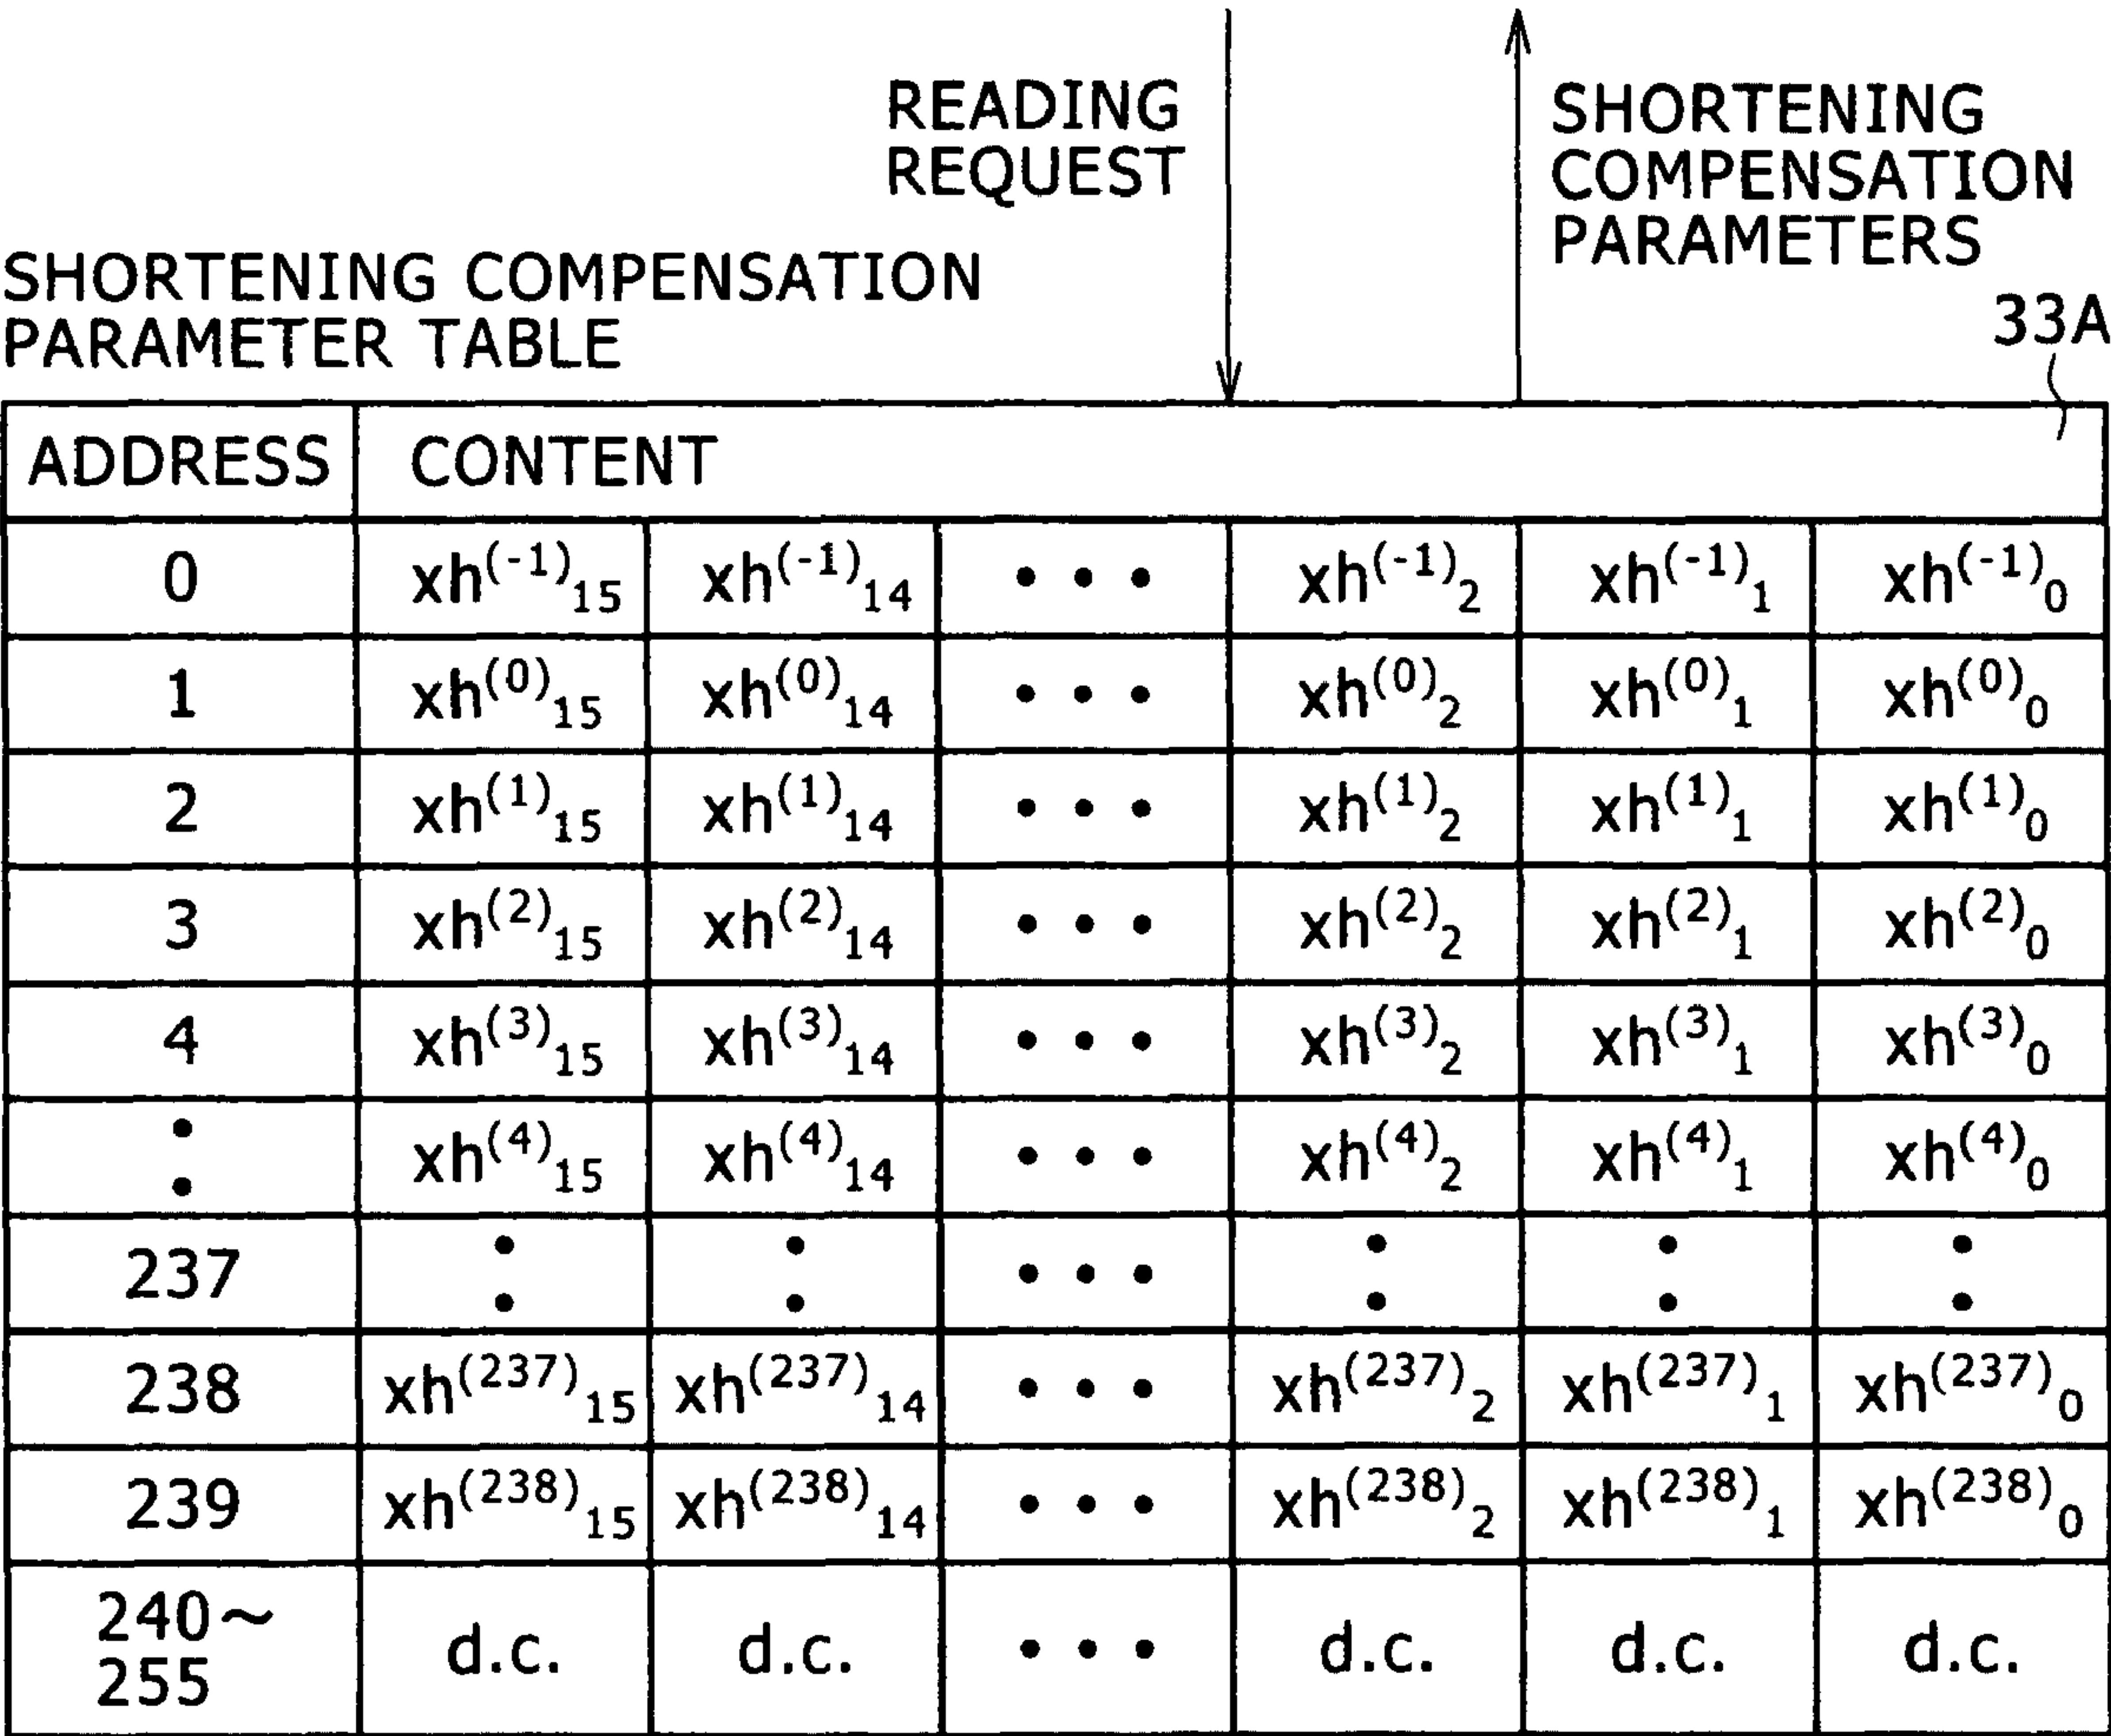 READING
REQUEST
SHORTENING
COMPENSATION
PARAMETERS
SHORTENING COMPENSATION
PARAMETER TABLE
33A
ADDRESS CONTENT
0 xh(-1)15 xh(-1)14 • • • xh(-1)2 xh(-1)1 xh(-1)0
1 xh(0)15 xh(0)14 • • • xh(0)2 xh(0)1 xh(0)0
2 xh(1)15 xh(1)14 • • • xh(1)2 xh(1)1 xh(1)0
3 xh(2)15 xh(2)14 • • • xh(2)2 xh(2)1 xh(2)0
4 xh(3)15 xh(3)14 • • • xh(3)2 xh(3)1 xh(3)0
: xh(4)15 xh(4)14 • • • xh(4)2 xh(4)1 xh(4)0
237 : : • • • : : :
238 xh(237)15 xh(237)14 • • • xh(237)2 xh(237)1 xh(237)0
239 xh(238)15 xh(238)14 • • • xh(238)2 xh(238)1 xh(238)0
240~
255 d.c. d.c. • • • d.c. d.c. d.c.